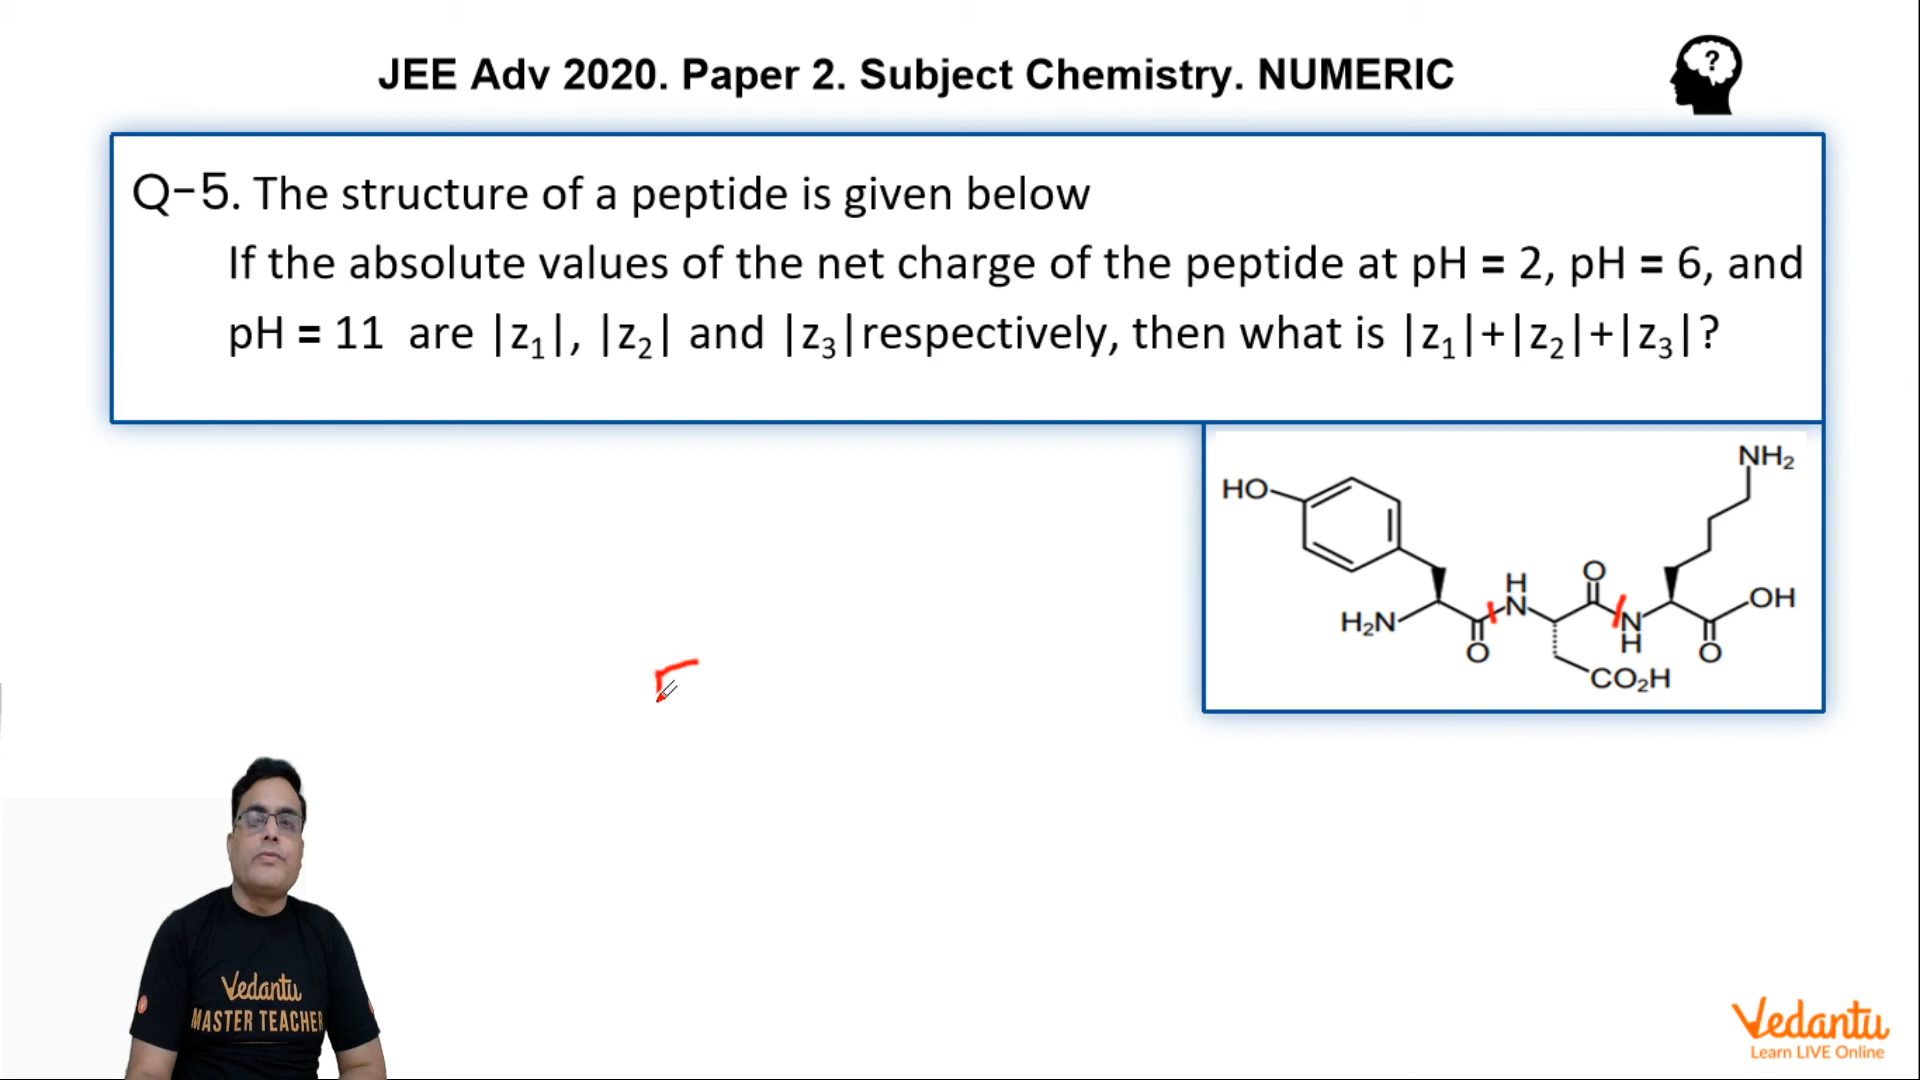 JEE Adv 2020. Paper 2. Subject Chemistry. NUMERIC
?
Q-5. The structure of a peptide is given below
If the absolute values of the net charge of the peptide at pH = 2, pH = 6, and
pH = 11 are |z₁|, |z₂| and |z₃|respectively, then what is |z₁|+|z₂|+|z₃|?
NH₂
HO
H
N
O
OH
H₂N
N
H
O
O
CO₂H
Vedantu
MASTER TEACHER
Vedantu
Learn LIVE Online